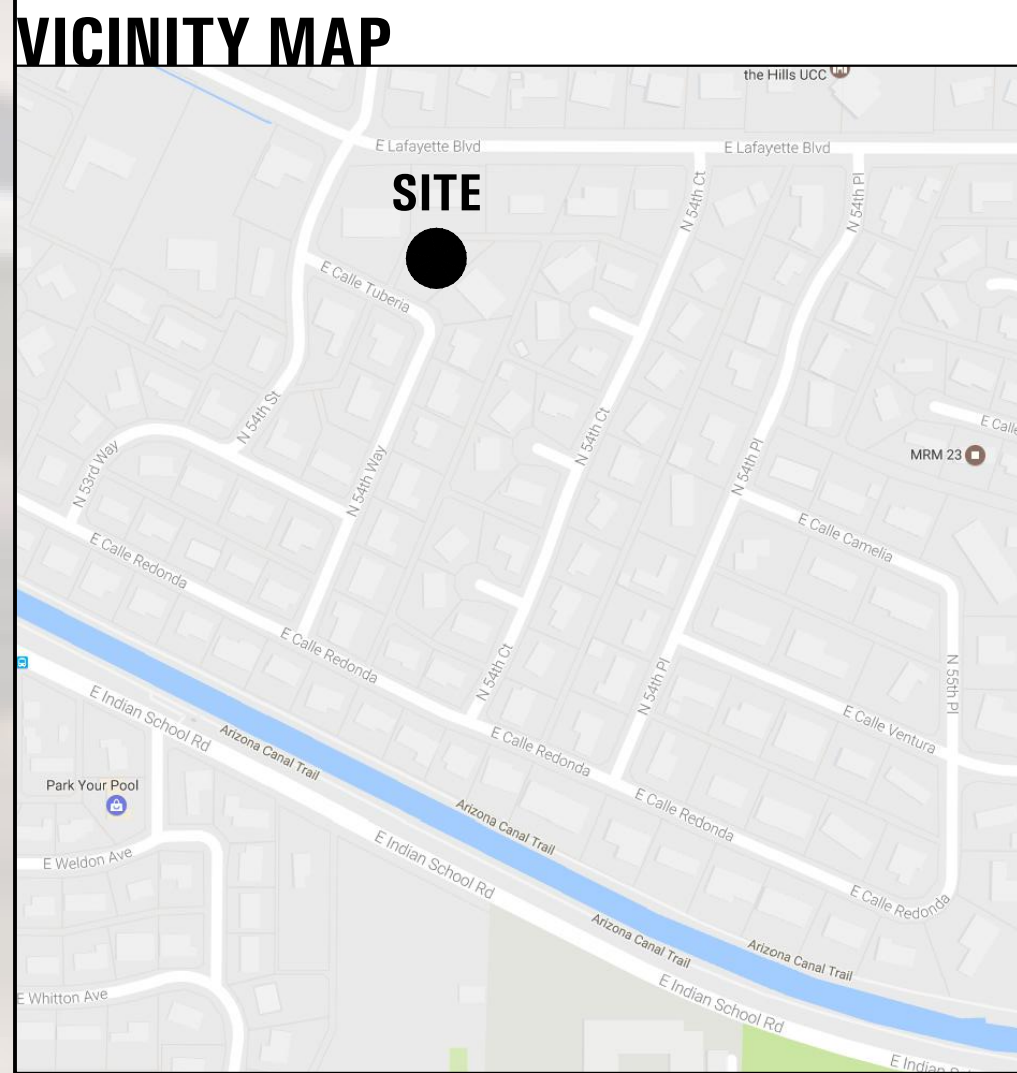 VICINITY MAP
the Hills UCC
E Lafayette Blvd
E Lafayette Blvd
SITE
N 54th Ct
N 54th Pl
E Calle Tuberia
N 54th St
N 54th Ct
E Calle
N 53rd Way
N 54th Way
N 54th Pl
MRM 23
E Calle Camelia
E Calle Redonda
E Calle Redonda
N 54th Ct
N 54th Pl
N 55th Pl
E Indian School Rd
Arizona Canal Trail
E Calle Redonda
E Calle Ventura
Park Your Pool
Arizona Canal Trail
E Calle Redonda
E Weldon Ave
E Indian School Rd
E Calle Redonda
Arizona Canal Trail
Arizona Canal Trail
E Whitton Ave
E Indian School Rd
E Indian